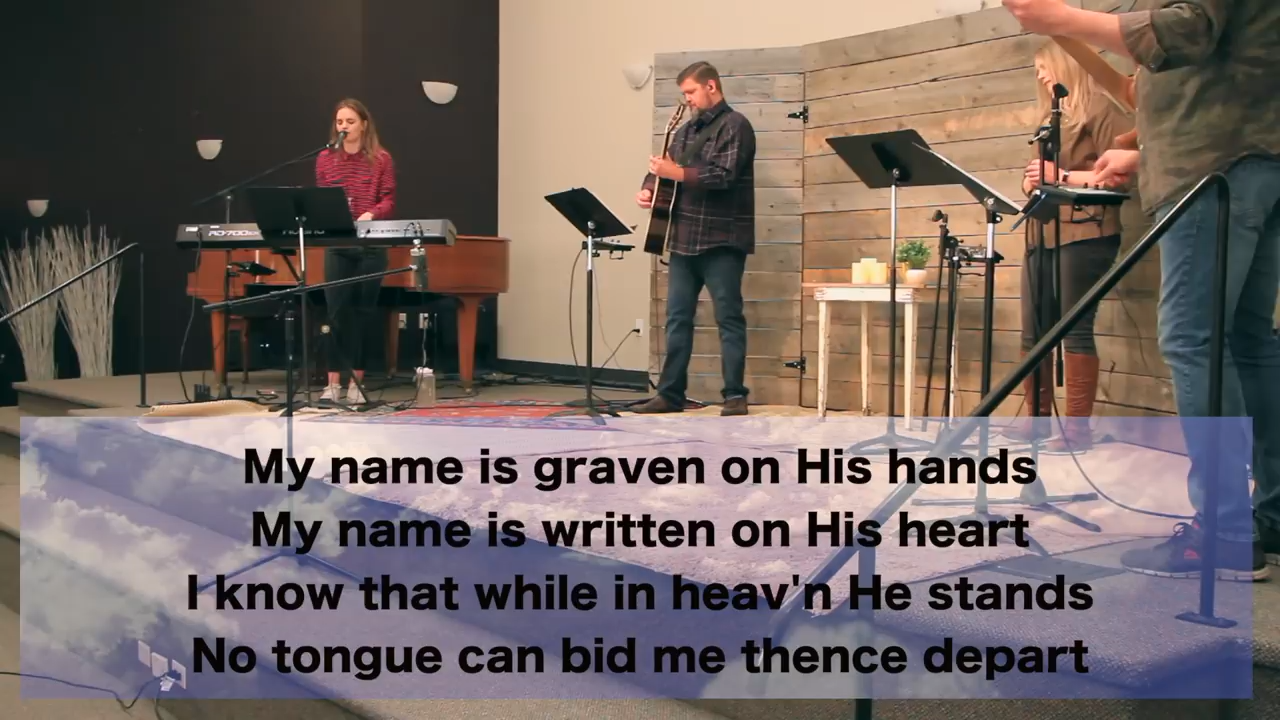 My name is graven on His hands
My name is written on His heart
I know that while in heav'n He stands
No tongue can bid me thence depart